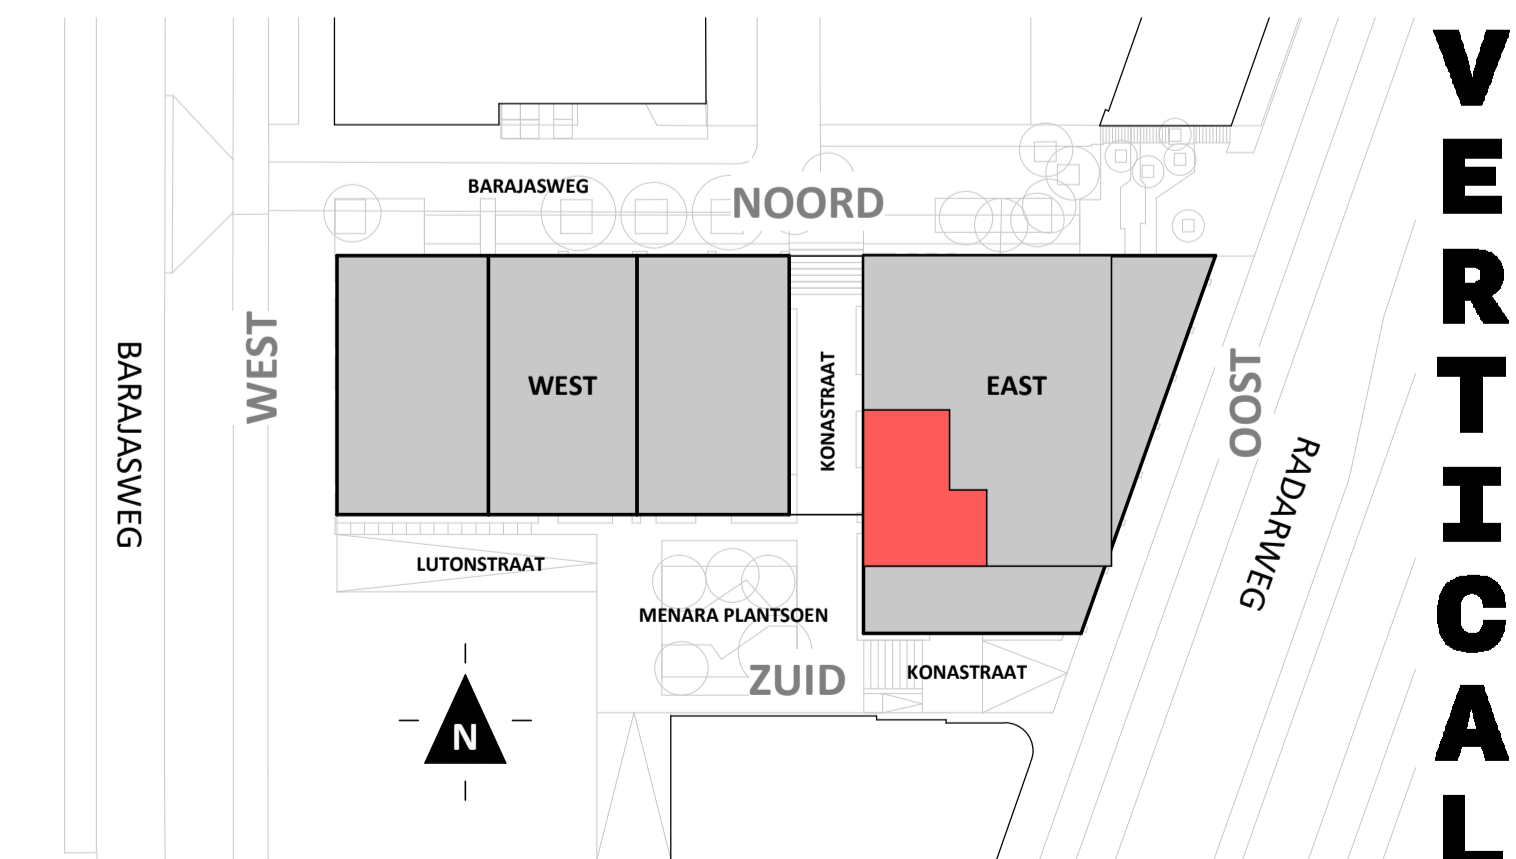 BARAJASWEG
NOORD
WEST
BARAJASWEG
WEST
KONASTRAAT
EAST
OOST
RADARWEG
LUTONSTRAAT
MENARA PLANTSOEN
ZUID
KONASTRAAT
N
VERTICAL